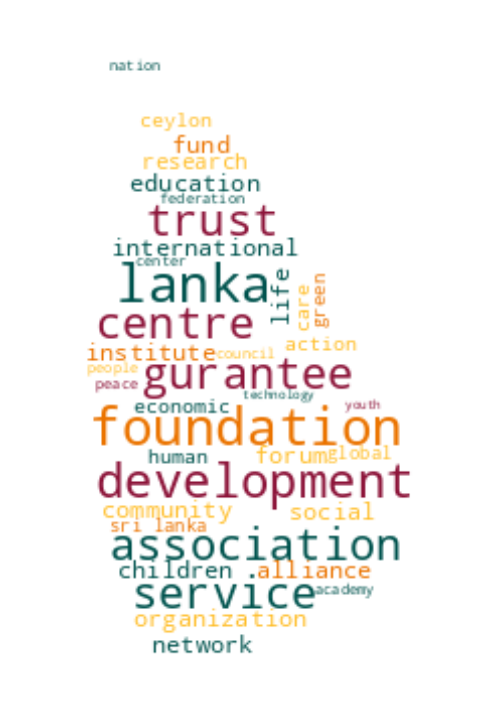 nation
ceylon
fund
research
education
federation
trust
international
center
lanka
life
care
green
centre
action
institute
council
people
peace
gurantee
technology
economic
youth
foundation
human
forum
global
development
community
social
sri lanka
association
children
alliance
service
academy
organization
network